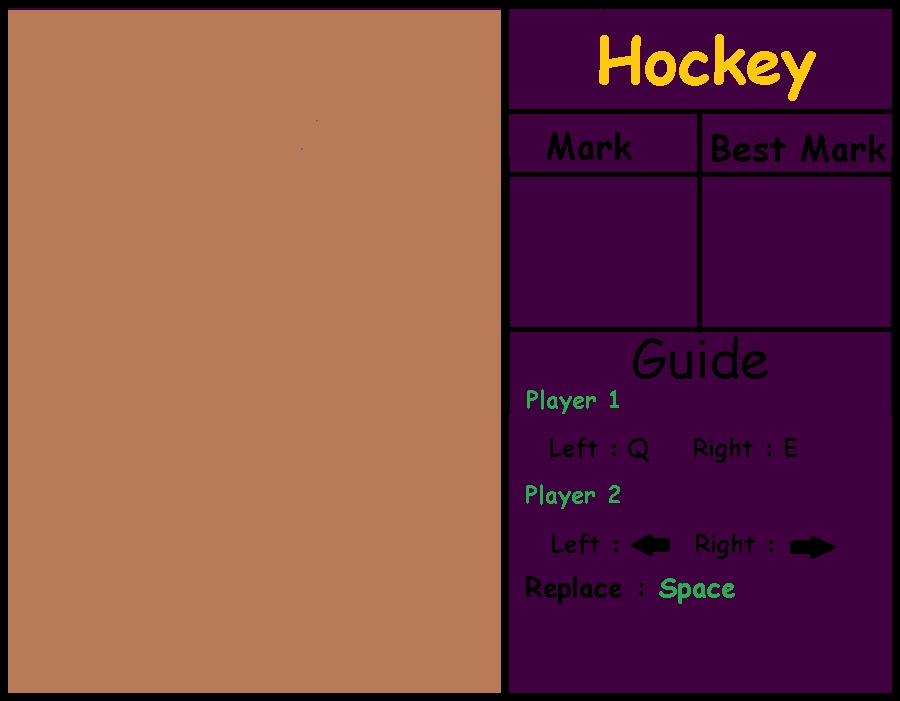 Hockey
Mark Best Mark
Guide
Player 1
Left : Q Right : E
Player 2
Left : Right :
Replace : Space